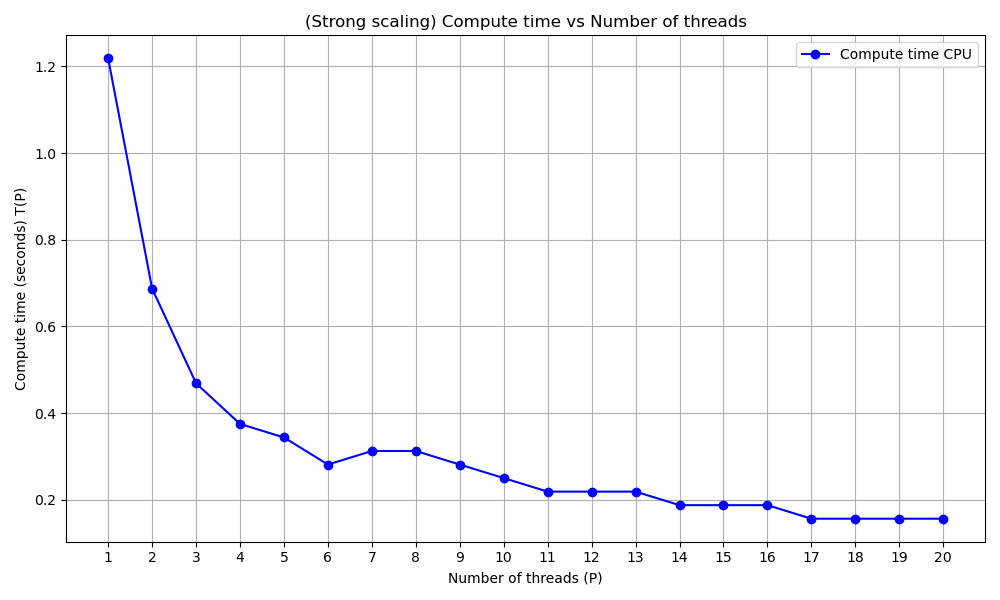 (Strong scaling) Compute time vs Number of threads
Compute time CPU
Compute time (seconds) T(P)
1.2
1.0
0.8
0.6
0.4
0.2
1 2 3 4 5 6 7 8 9 10 11 12 13 14 15 16 17 18 19 20
Number of threads (P)